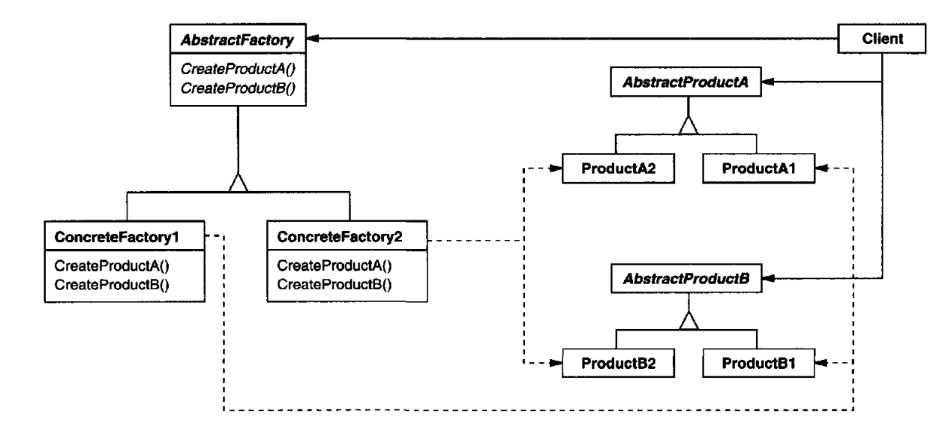 AbstractFactory
CreateProductA()
CreateProductB()
Client
AbstractProductA
ProductA2
ProductA1
ConcreteFactory1
CreateProductA()
CreateProductB()
ConcreteFactory2
CreateProductA()
CreateProductB()
AbstractProductB
ProductB2
ProductB1